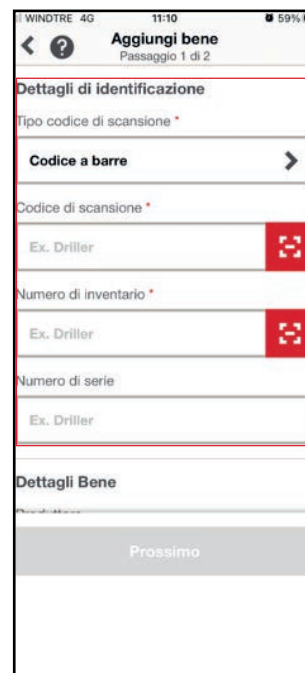 WINDTRE 4G 11:10 59%
Aggiungi bene
Passaggio 1 di 2
Dettagli di identificazione
Tipo codice di scansione *
Codice a barre
Codice di scansione *
Ex. Driller
Numero di inventario *
Ex. Driller
Numero di serie
Ex. Driller
Dettagli Bene
Prossimo